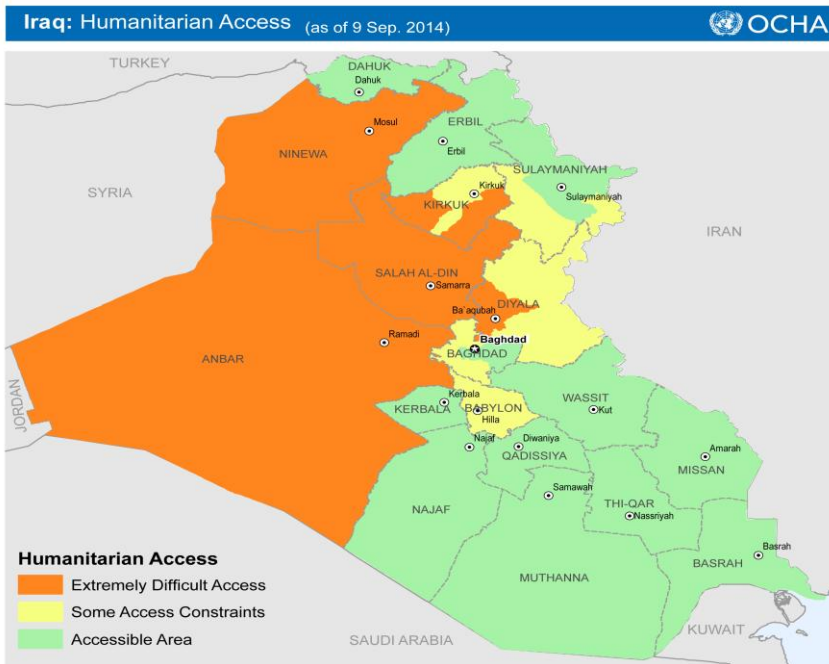 Iraq: Humanitarian Access (as of 9 Sep. 2014)
OCHA
TURKEY
DAHUK
Dahuk
Mosul
NINEWA
ERBIL
Erbil
SULAYMANIYAH
Sulaymaniyah
SYRIA
Kirkuk
KIRKUK
IRAN
SALAH AL-DIN
Samarra
DIYALA
Ba`aqubah
Ramadi
Baghdad
BAGHDAD
ANBAR
JORDAN
Kerbala
KERBALA
BABYLON
Hilla
WASSIT
Kut
Najaf
Diwaniya
QADISSIYA
Amarah
MISSAN
Samawah
NAJAF
THI-QAR
Nassriyah
Basrah
BASRAH
MUTHANNA
Humanitarian Access
Extremely Difficult Access
Some Access Constraints
Accessible Area
SAUDI ARABIA
KUWAIT